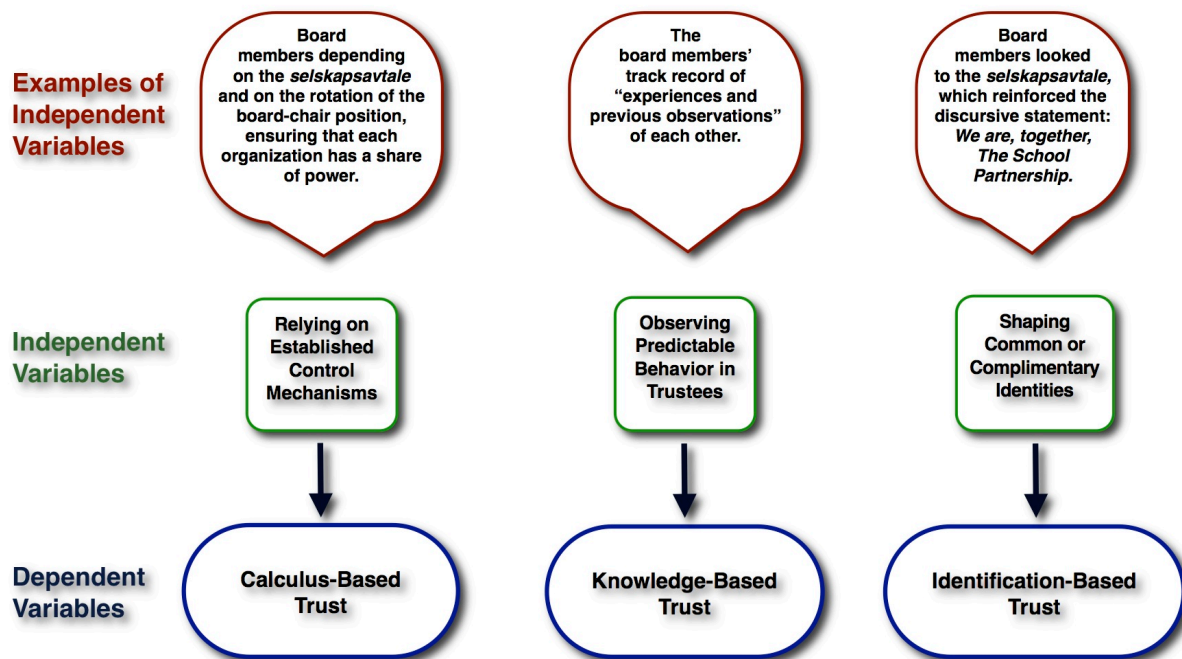 Examples of
Independent
Variables
Board
members depending
on the selskapsavtale
and on the rotation of the
board-chair position,
ensuring that each
organization has a share
of power.
The
board members’
track record of
“experiences and
previous observations”
of each other.
Board
members looked
to the selskapsavtale,
which reinforced the
discursive statement:
We are, together,
The School
Partnership.
Independent
Variables
Relying on
Established
Control
Mechanisms
Observing
Predictable
Behavior in
Trustees
Shaping
Common or
Complimentary
Identities
Dependent
Variables
Calculus-Based
Trust
Knowledge-Based
Trust
Identification-Based
Trust